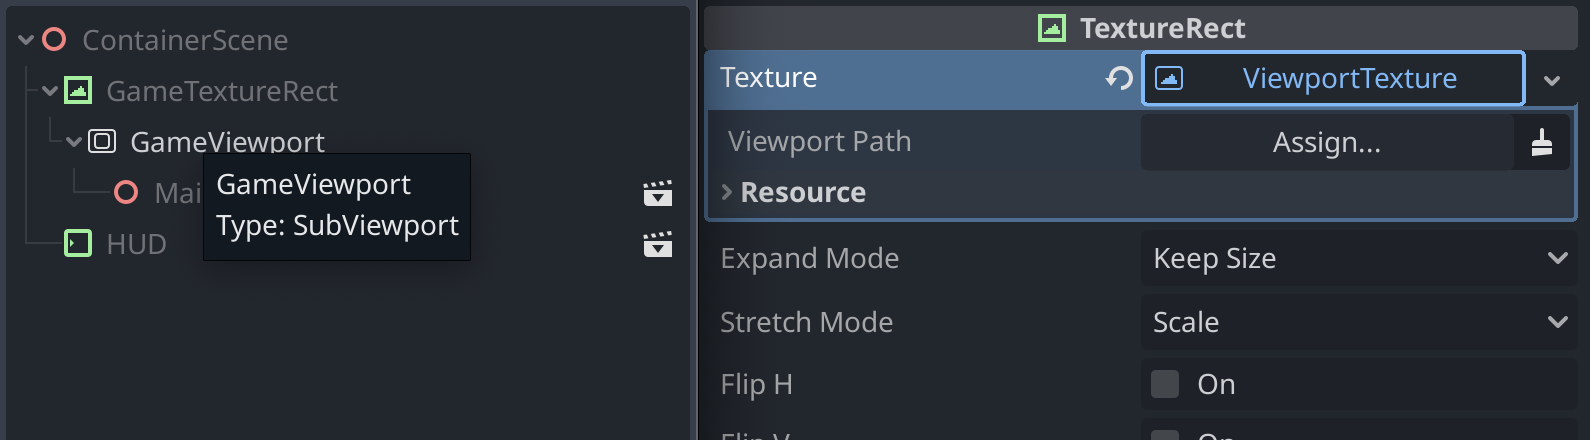 ContainerScene
GameTextureRect
GameViewport
Mai
HUD
GameViewport
Type: SubViewport
TextureRect
Texture
ViewportTexture
Viewport Path
Assign...
Resource
Expand Mode
Keep Size
Stretch Mode
Scale
Flip H
On